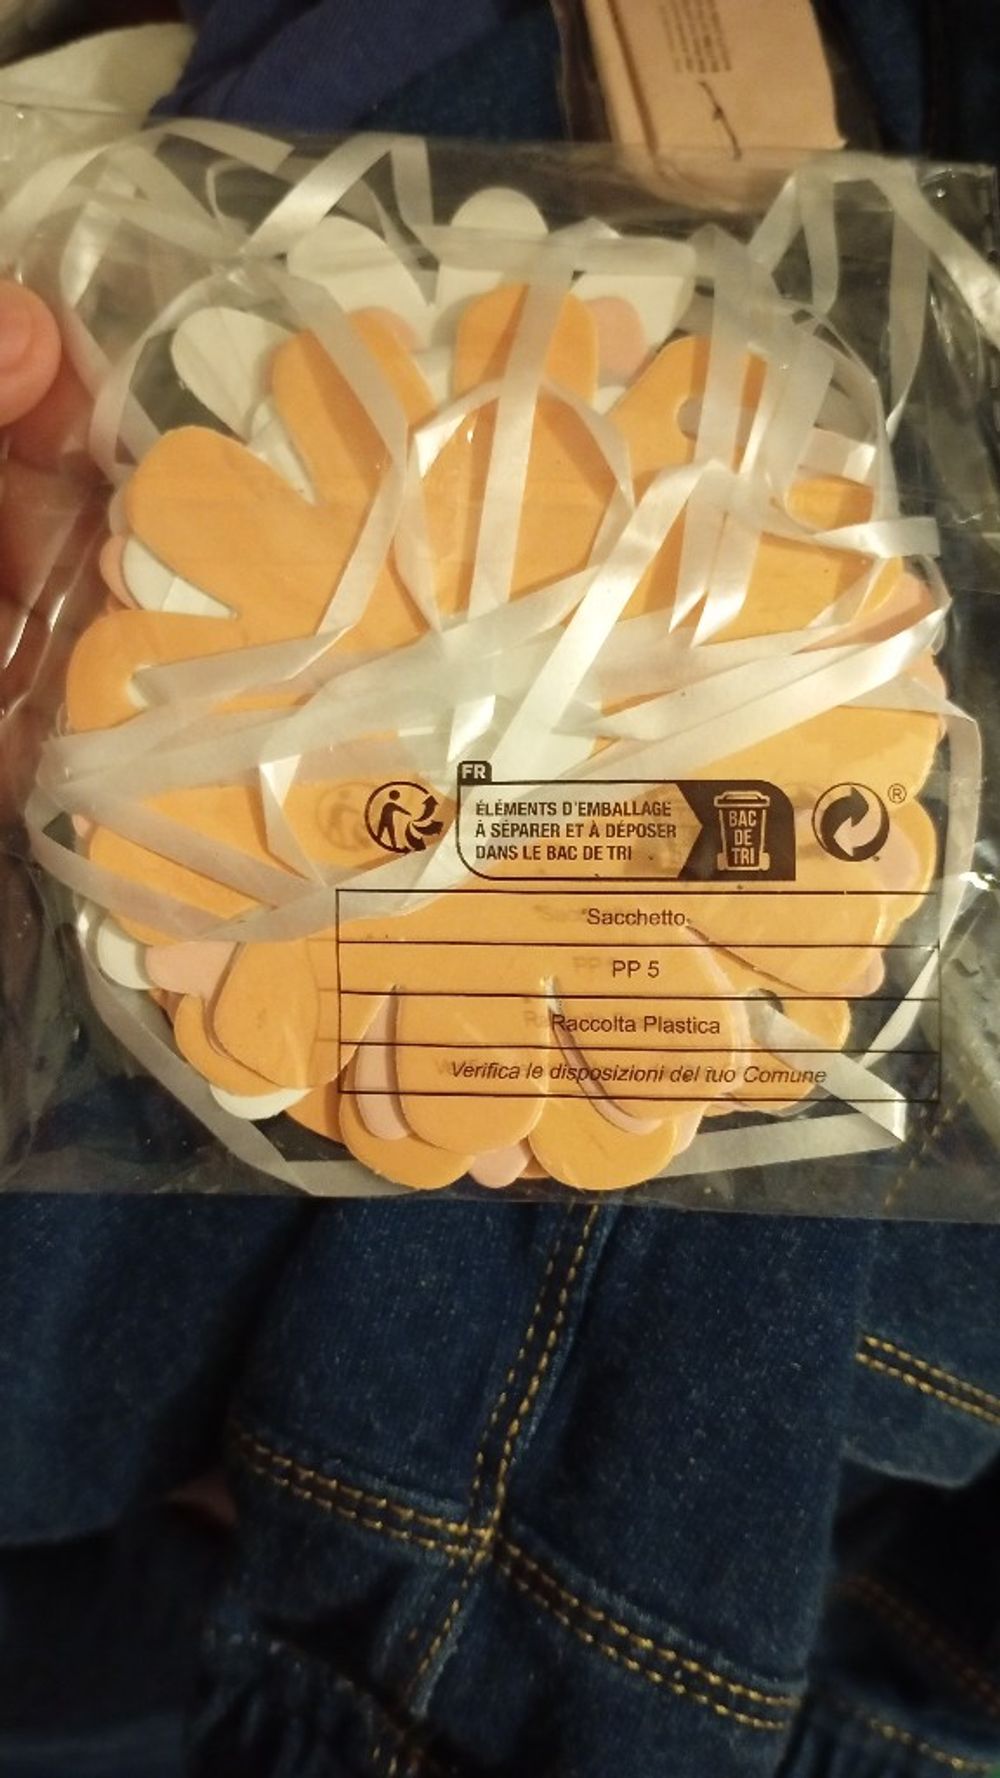 FR
ÉLÉMENTS D'EMBALLAGE
À SÉPARER ET À DÉPOSER
DANS LE BAC DE TRI
BAC
DE
TRI
®
Sacchetto
PP 5
Raccolta Plastica
Verifica le disposizioni del tuo Comune